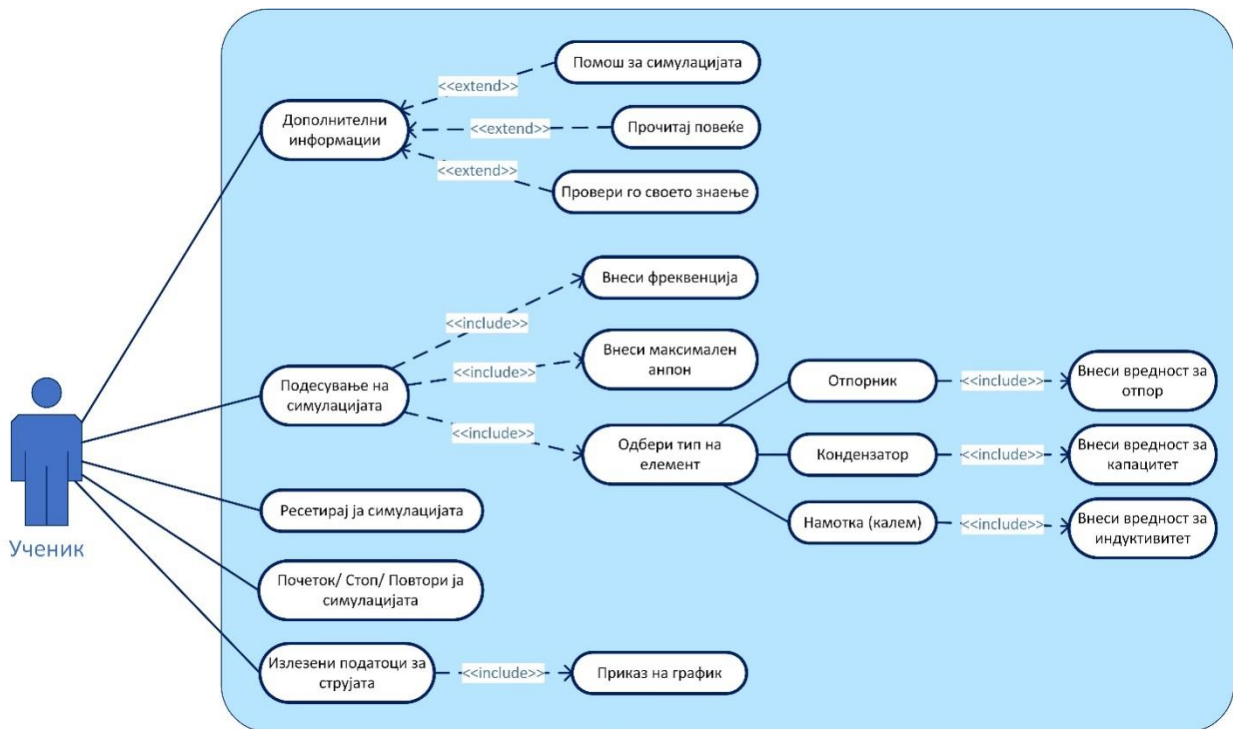 Помош за симулацијата
<<extend>>
Дополнителни
информации
<<extend>>
Прочитај повеќе
<<extend>>
Провери го своето знаење
Внеси фреквенција
<<include>>
Внеси максимален
анпон
<<include>>
Подесување на
симулацијата
<<include>>
Одбери тип на
елемент
Отпорник
<<include>>
Внеси вредност за
отпор
Кондензатор
<<include>>
Внеси вредност за
капацитет
Намотка (калем)
<<include>>
Внеси вредност за
индуктивитет
Ресетирај ја симулацијата
Ученик
Почеток/ Стоп/ Повтори ја
симулацијата
Излезени податоци за
струјата
<<include>>
Приказ на график